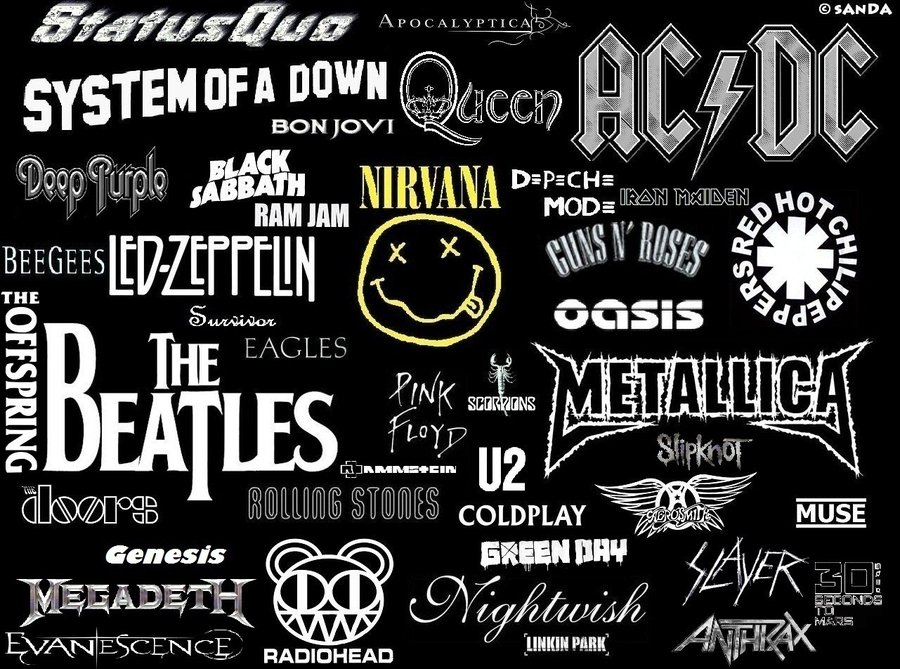 © SANDA
StatusQuo
APOCALYPTICA
SYSTEM OF A DOWN
Queen
AC DC
BON JOVI
Deep Purple
BLACK
SABBATH
RAM JAM
NIRVANA
DEPECHE
MODE
IRON MAIDEN
BEE GEES
LED-ZEPPELIN
GUNS N' ROSES
RED HOT CHILI PEPPERS
THE
OFFSPRING
Survivor
EAGLES
oasis
THE
BEATLES
PINK
FLOYD
SCORPIONS
METALLICA
SlipknoT
RAMMSTEIN
U2
THE
doors
ROLLING STONES
COLDPLAY
AEROSMITH
MUSE
Genesis
GREEN DAY
SLAYER
30
SECONDS
TO
MARS
MEGADETH
Nightwish
EVANESCENCE
RADIOHEAD
[LINKIN PARK]
ANTHRAX